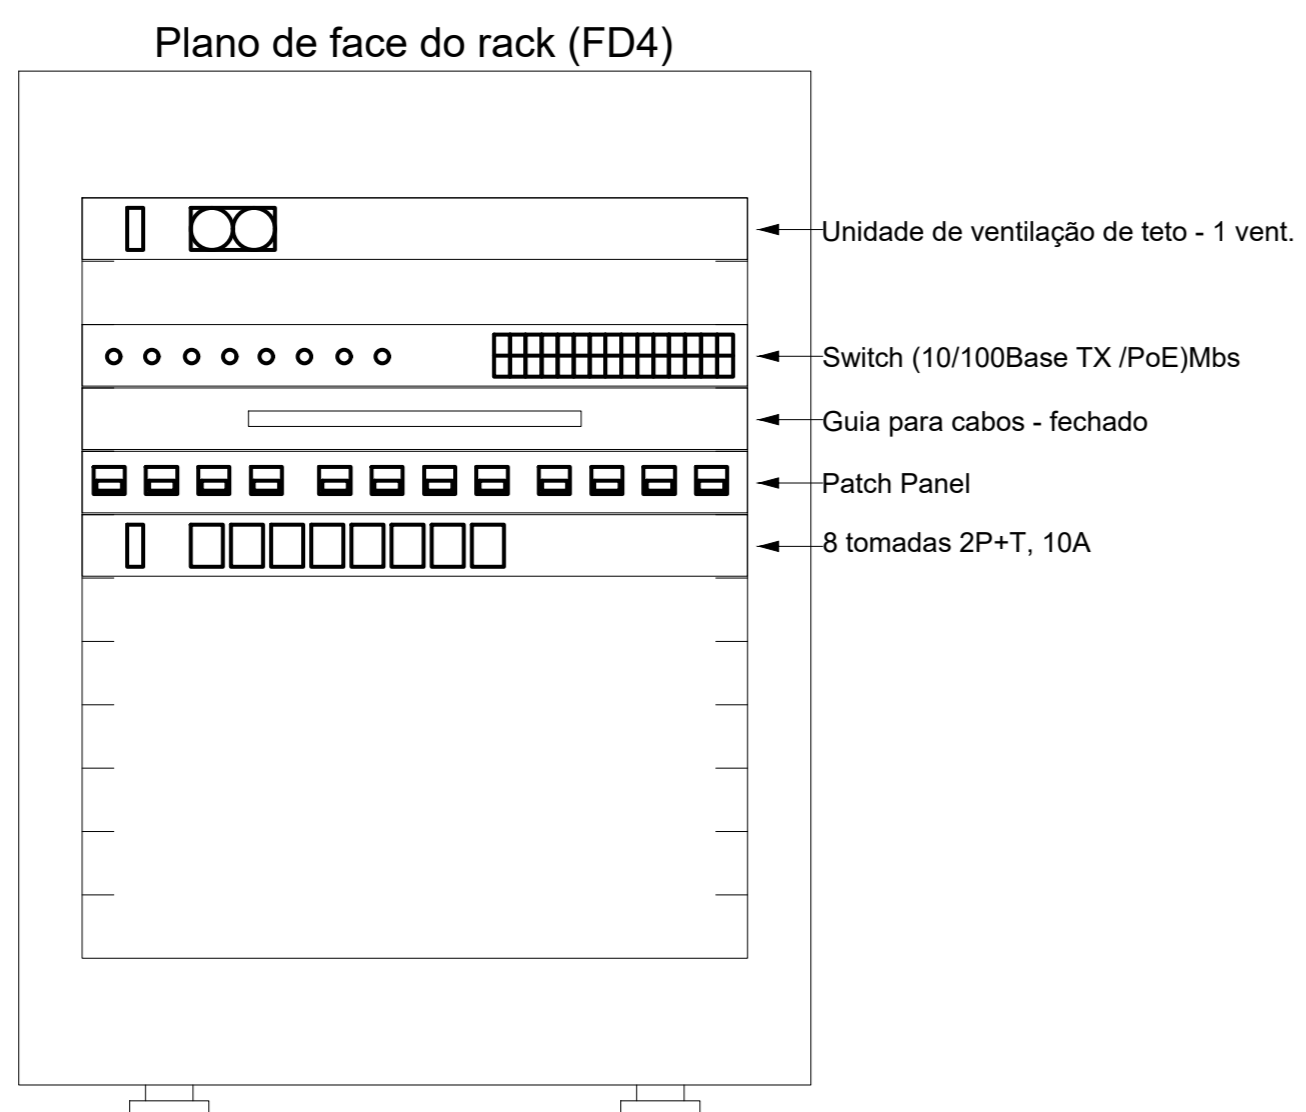 Plano de face do rack (FD4)
Unidade de ventilação de teto - 1 vent.
Switch (10/100Base TX /PoE)Mbs
Guia para cabos - fechado
Patch Panel
8 tomadas 2P+T, 10A